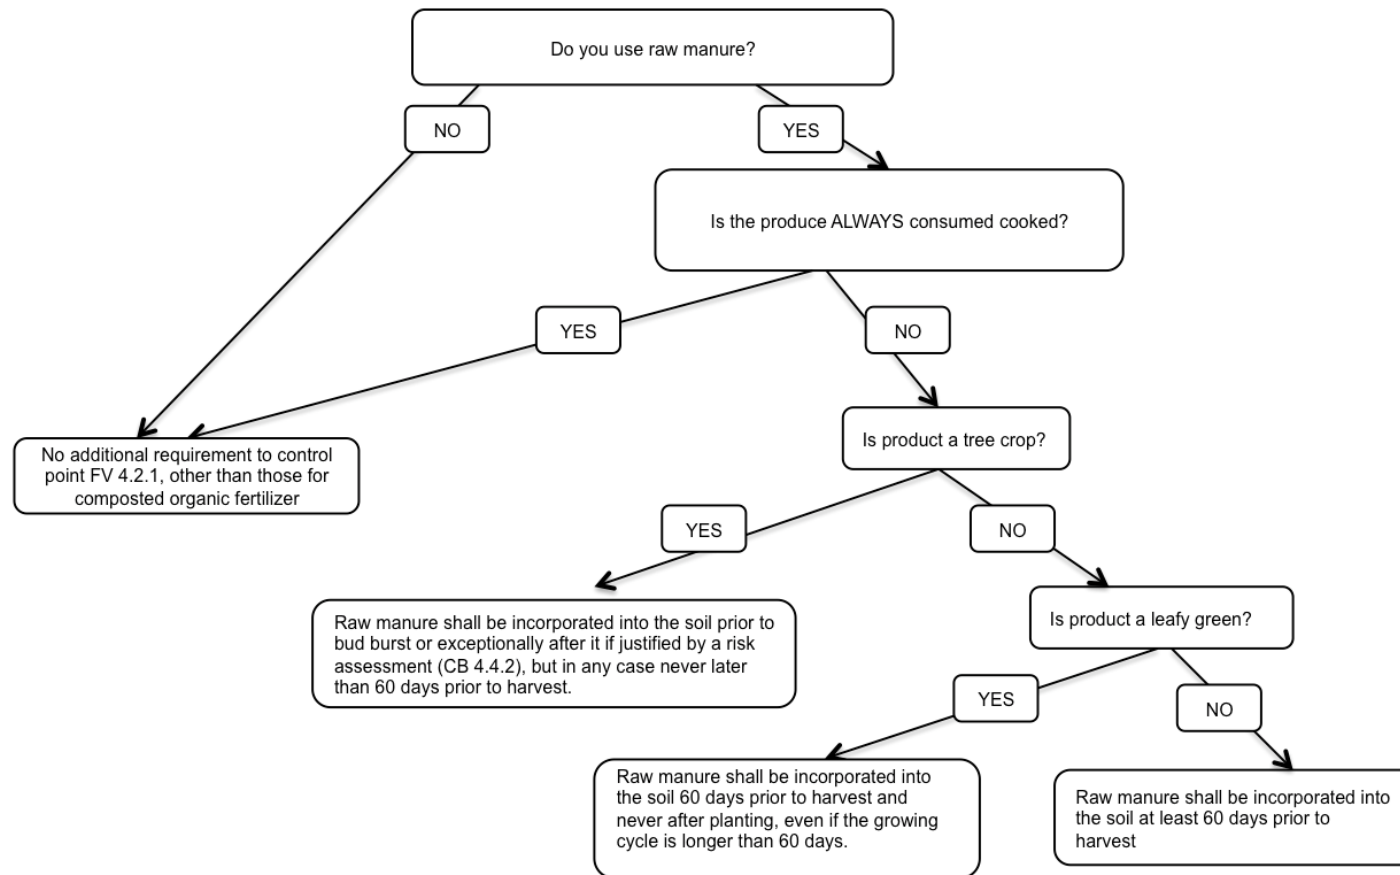 Do you use raw manure?
NO
YES
Is the produce ALWAYS consumed cooked?
YES
NO
Is product a tree crop?
No additional requirement to control
point FV 4.2.1, other than those for
composted organic fertilizer
YES
NO
Raw manure shall be incorporated into the soil prior to
bud burst or exceptionally after it if justified by a risk
assessment (CB 4.4.2), but in any case never later
than 60 days prior to harvest.
Is product a leafy green?
YES
NO
Raw manure shall be incorporated into
the soil 60 days prior to harvest and
never after planting, even if the growing
cycle is longer than 60 days.
Raw manure shall be incorporated into
the soil at least 60 days prior to
harvest